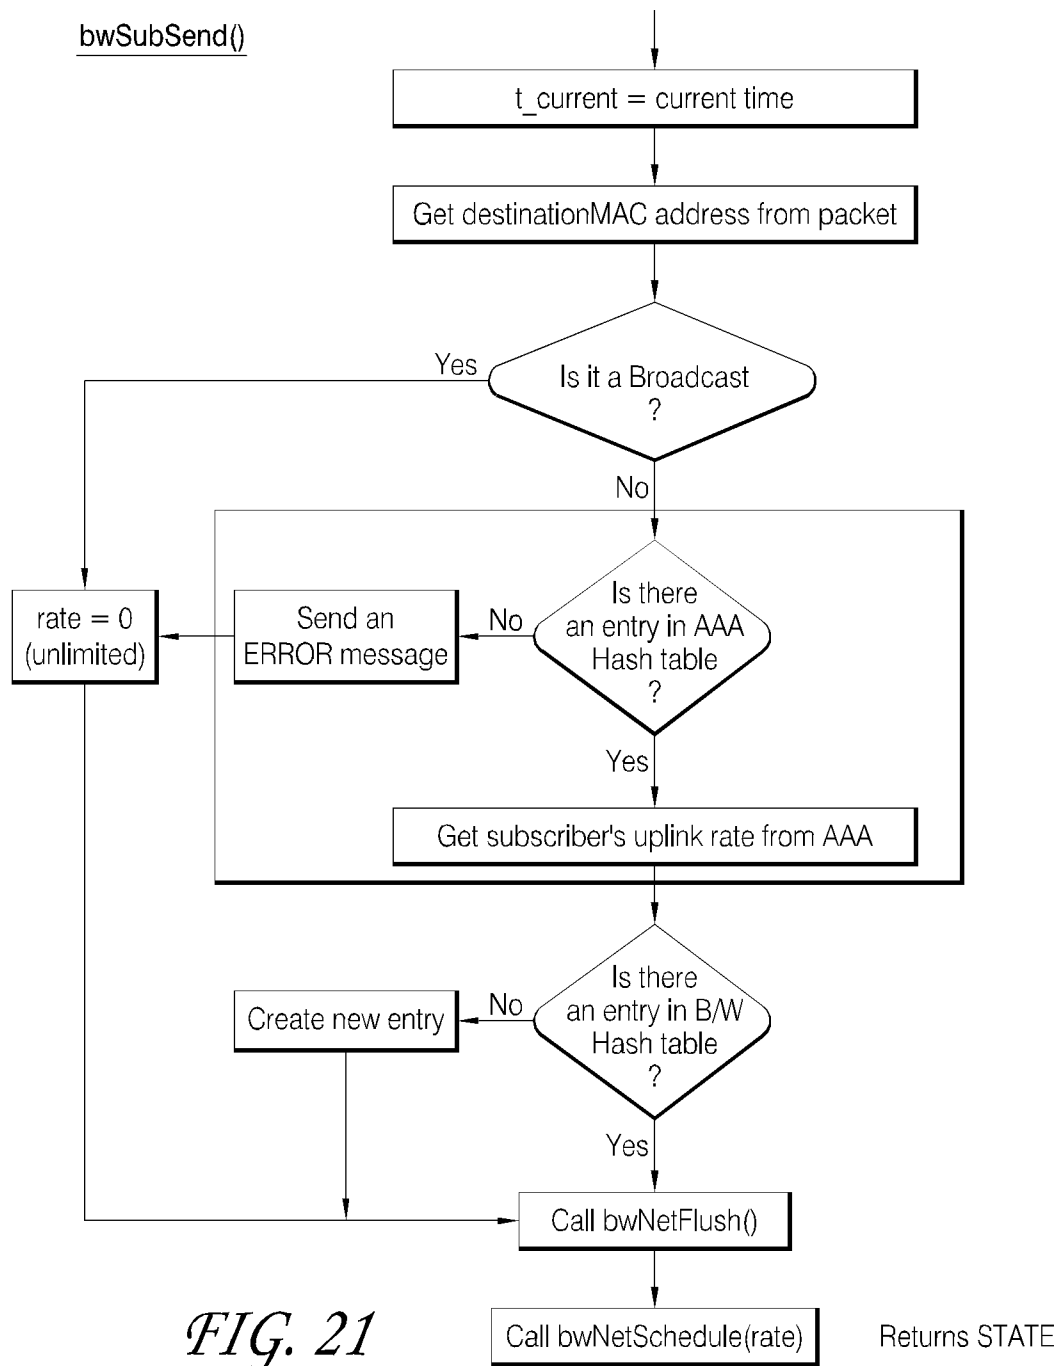 bwSubSend()
t_current = current time
Get destinationMAC address from packet
Yes
Is it a Broadcast
?
No
rate = 0
(unlimited)
Send an
ERROR message
No
Is there
an entry in AAA
Hash table
?
Yes
Get subscriber's uplink rate from AAA
Create new entry
No
Is there
an entry in B/W
Hash table
?
Yes
Call bwNetFlush()
FIG. 21
Call bwNetSchedule(rate)
Returns STATE